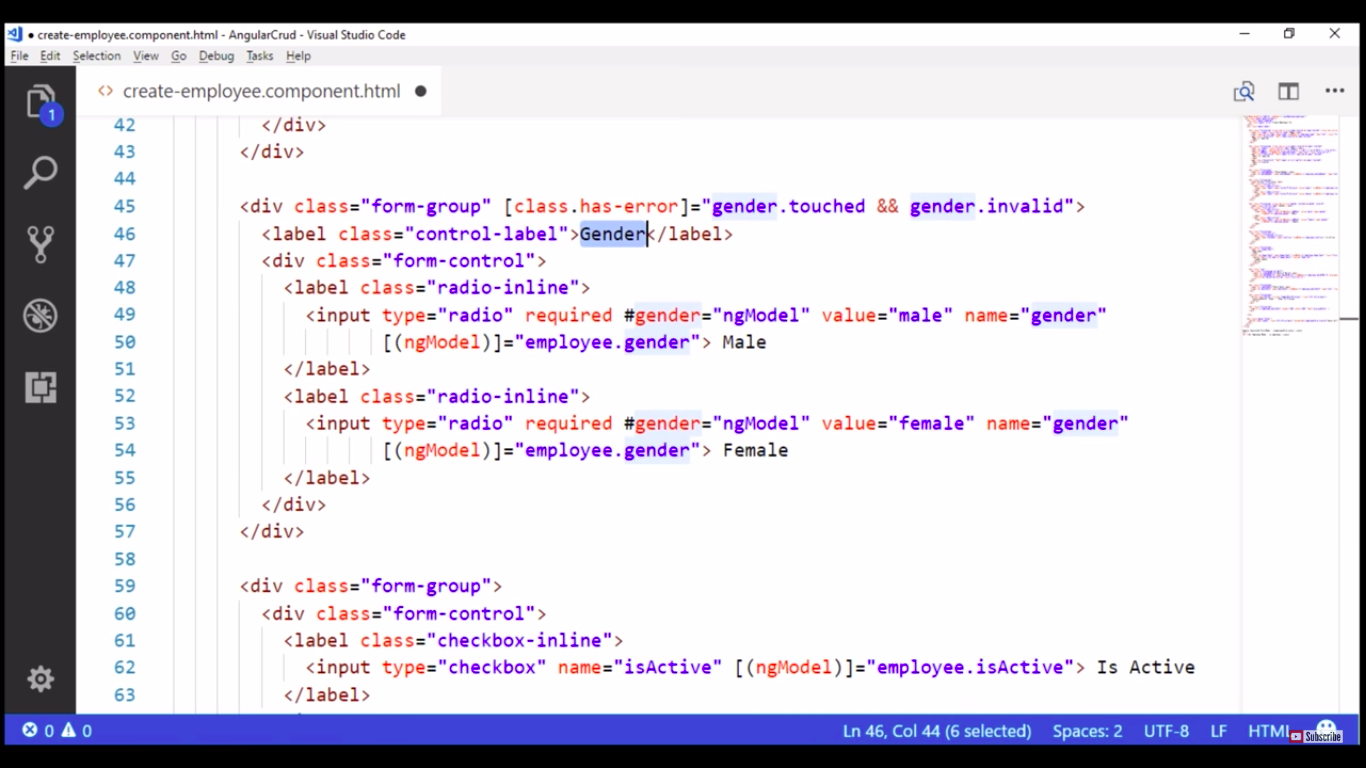 create-employee.component.html - AngularCrud - Visual Studio Code
File Edit Selection View Go Debug Tasks Help
<> create-employee.component.html
1
42 </div>
43 </div>
44
45 <div class="form-group" [class.has-error]="gender.touched && gender.invalid">
46 <label class="control-label">Gender</label>
47 <div class="form-control">
48 <label class="radio-inline">
49 <input type="radio" required #gender="ngModel" value="male" name="gender"
50 [(ngModel)]="employee.gender"> Male
51 </label>
52 <label class="radio-inline">
53 <input type="radio" required #gender="ngModel" value="female" name="gender"
54 [(ngModel)]="employee.gender"> Female
55 </label>
56 </div>
57 </div>
58
59 <div class="form-group">
60 <div class="form-control">
61 <label class="checkbox-inline">
62 <input type="checkbox" name="isActive" [(ngModel)]="employee.isActive"> Is Active
63 </label>
0 0 Ln 46, Col 44 (6 selected) Spaces: 2 UTF-8 LF HTML
Subscribe